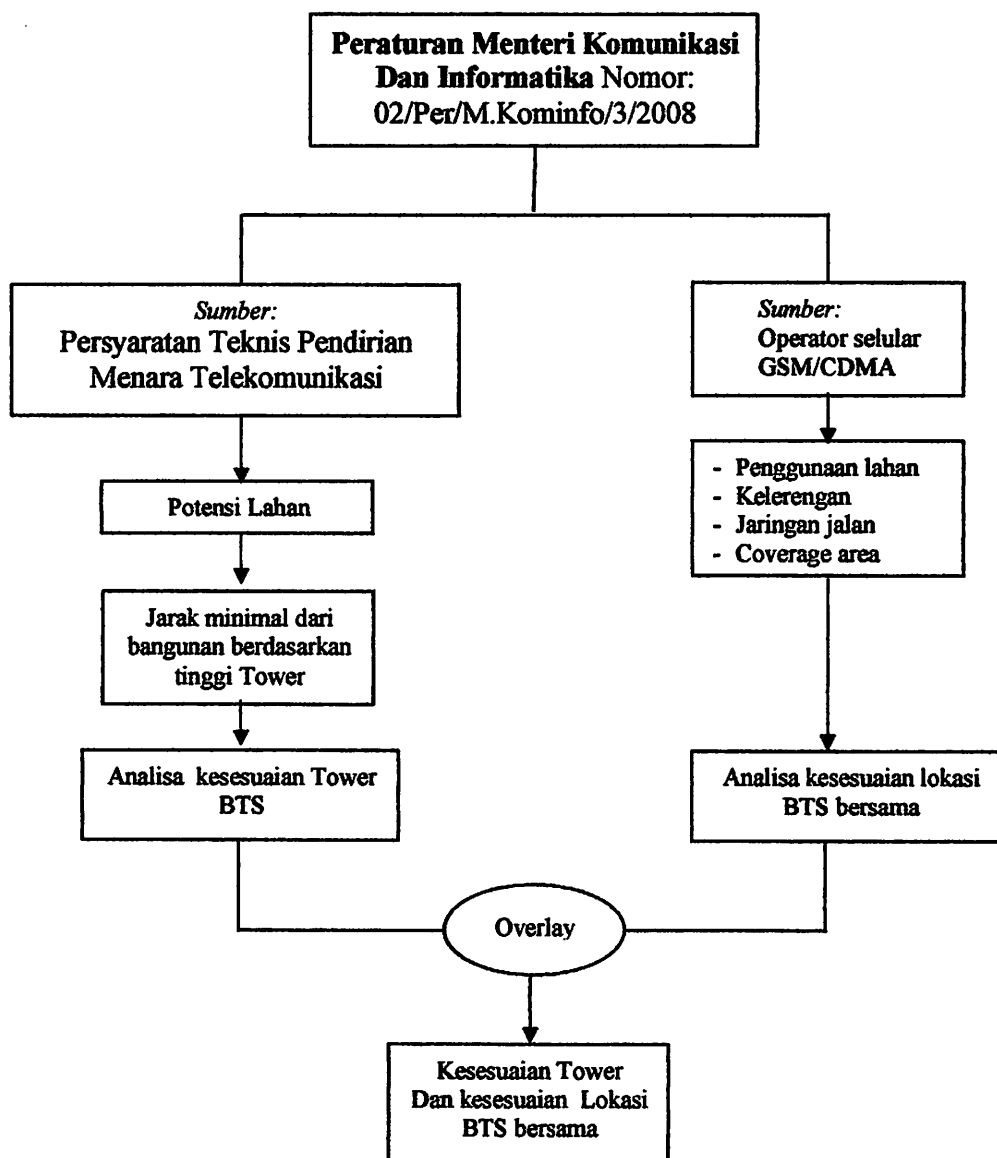 Peraturan Menteri Komunikasi
Dan Informatika Nomor:
02/Per/M.Kominfo/3/2008
Sumber:
Persyaratan Teknis Pendirian
Menara Telekomunikasi
Potensi Lahan
Jarak minimal dari
bangunan berdasarkan
tinggi Tower
Analisa kesesuaian Tower
BTS
Sumber:
Operator selular
GSM/CDMA
- Penggunaan lahan
- Kelerengan
- Jaringan jalan
- Coverage area
Analisa kesesuaian lokasi
BTS bersama
Overlay
Kesesuaian Tower
Dan kesesuaian Lokasi
BTS bersama